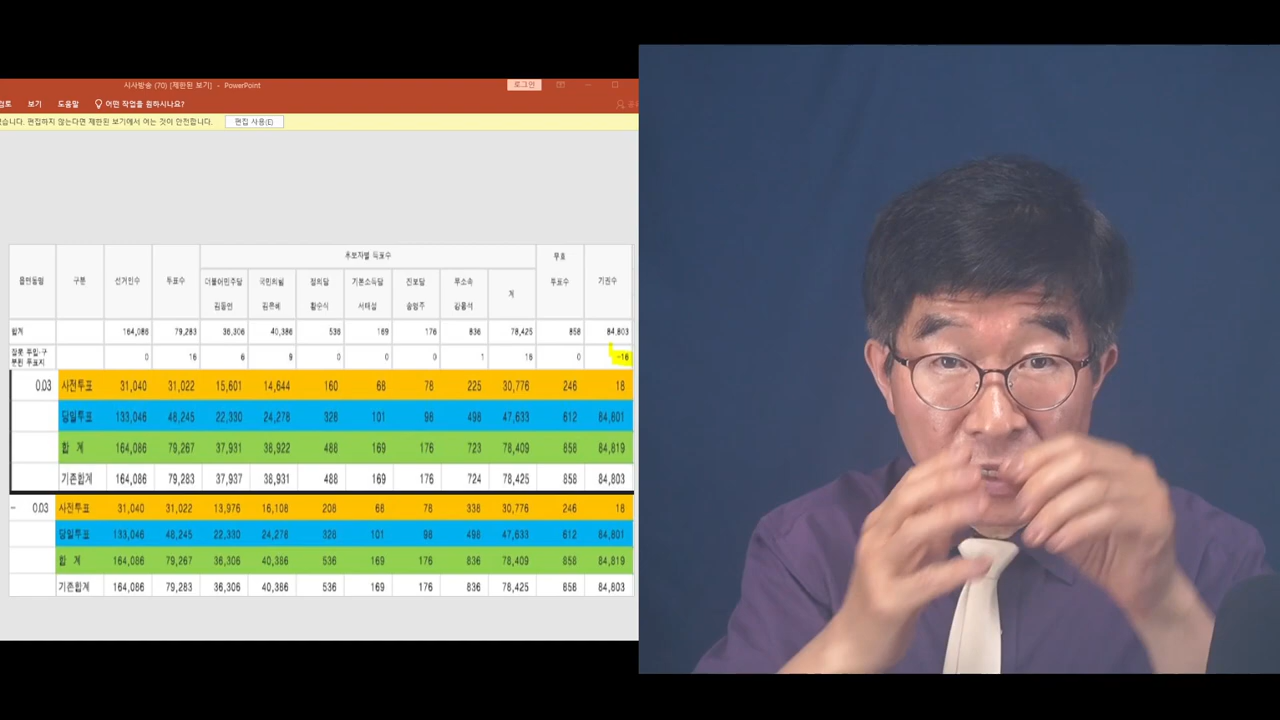 시사방송 (70) [제한된 보기] - PowerPoint
로그인
검토 보기 도움말 어떤 작업을 원하시나요?
습니다. 편집하지 않는다면 제한된 보기에서 여는 것이 안전합니다. 편집 사용(E)
읍면동명 구분 선거인수 투표수 후보자별 득표수 무효 투표수 기권수
더불어민주당 국민의힘 정의당 기본소득당 진보당 무소속 계
김동연 김은혜 황수식 서태성 송영주 강용석
합계 164,086 79,283 36,306 40,386 536 169 176 836 78,425 858 84,803
잘못 투입·구분된 투표지 0 16 6 9 0 0 0 1 16 0 -16
0.03 사전투표 31,040 31,022 15,601 14,644 160 68 78 225 30,776 246 18
당일투표 133,046 48,245 22,330 24,278 328 101 98 498 47,633 612 84,801
합 계 164,086 79,267 37,931 38,922 488 169 176 723 78,409 858 84,819
기존합계 164,086 79,283 37,937 38,931 488 169 176 724 78,425 858 84,803
- 0.03 사전투표 31,040 31,022 13,976 16,108 208 68 78 338 30,776 246 18
당일투표 133,046 48,245 22,330 24,278 328 101 98 498 47,633 612 84,801
합 계 164,086 79,267 36,306 40,386 536 169 176 836 78,409 858 84,819
기존합계 164,086 79,283 36,306 40,386 536 169 176 836 78,425 858 84,803